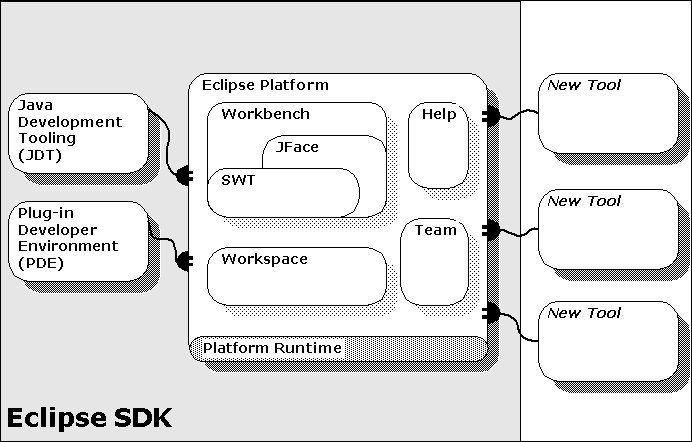 Eclipse Platform
Java
Development
Tooling
(JDT)
Plug-in
Developer
Environment
(PDE)
Workbench
JFace
SWT
Workspace
Help
Team
Platform Runtime
New Tool
New Tool
New Tool
Eclipse SDK